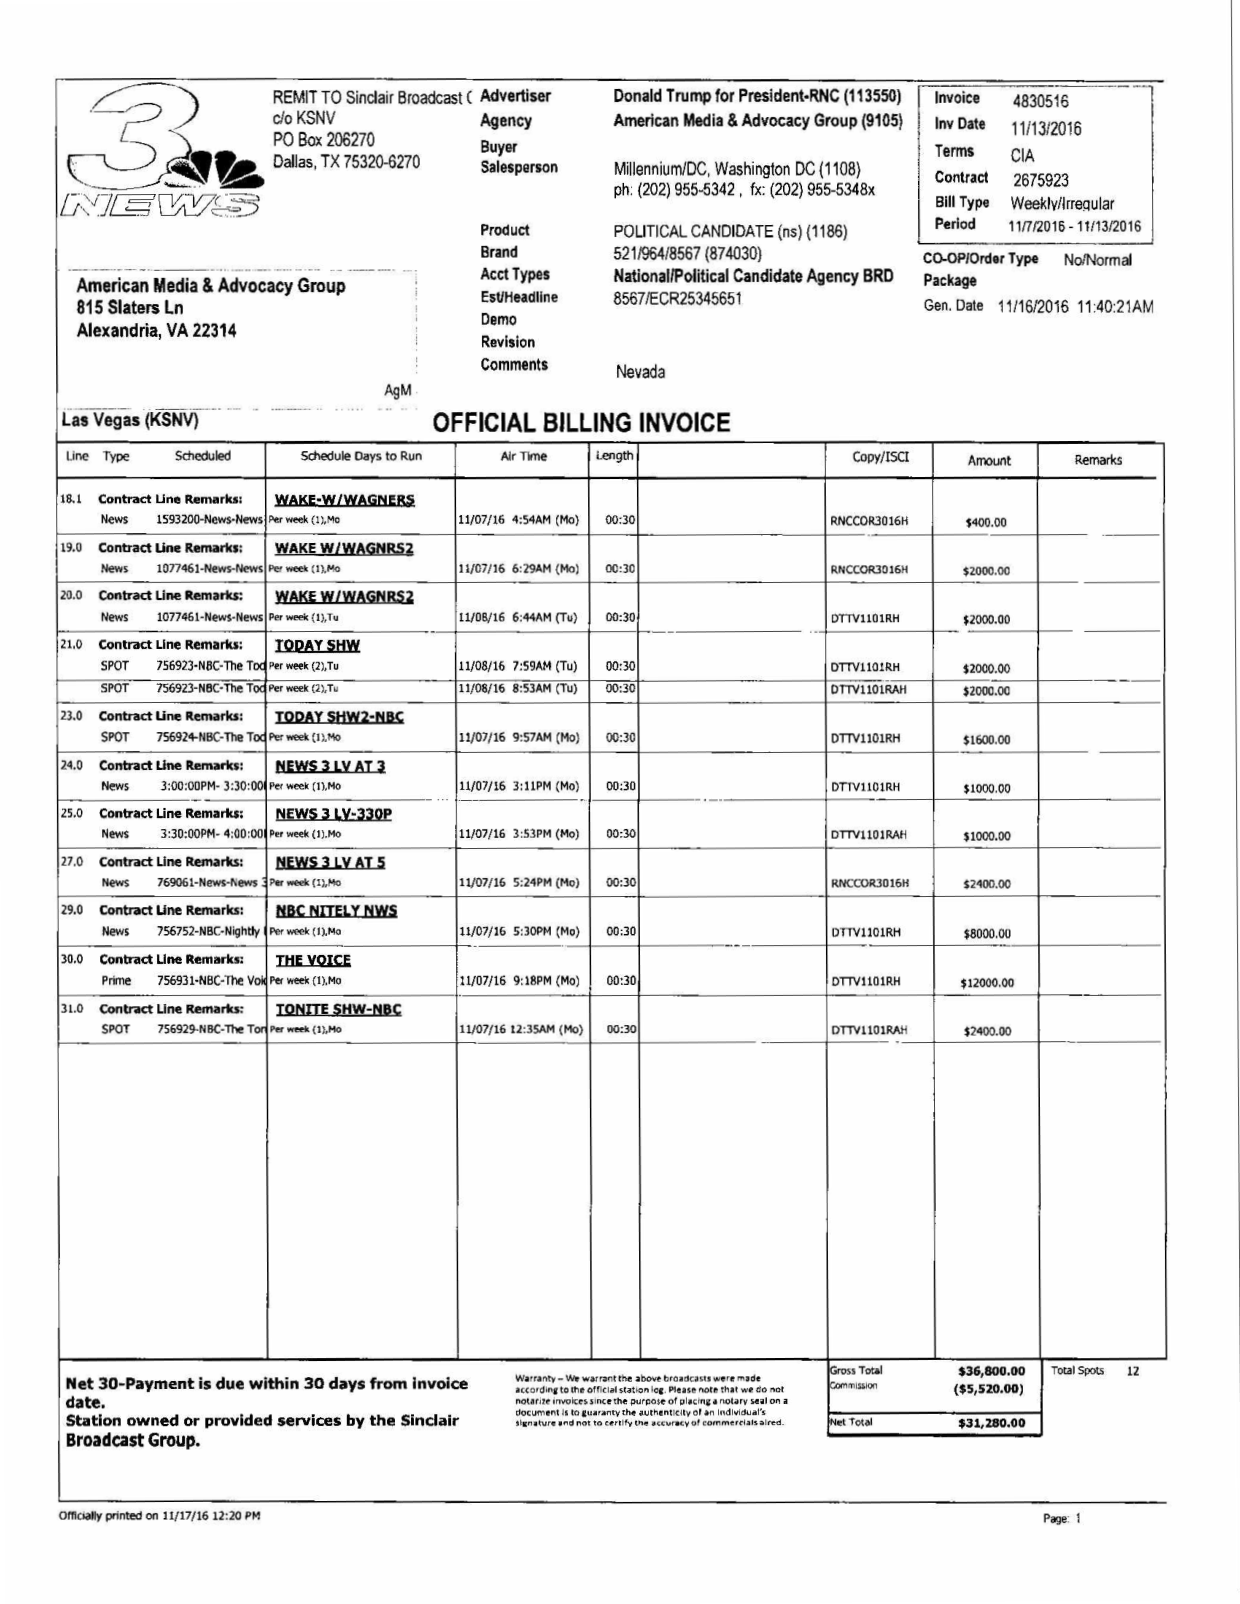 3
NEWS
REMIT TO Sinclair Broadcast (
c/o KSNV
PO Box 206270
Dallas, TX 75320-6270
American Media & Advocacy Group
815 Slaters Ln
Alexandria, VA 22314
AgM
Advertiser Donald Trump for President-RNC (113550)
Agency American Media & Advocacy Group (9105)
Buyer
Salesperson Millennium/DC, Washington DC (1108)
ph: (202) 955-5342 , fx: (202) 955-5348x
Product POLITICAL CANDIDATE (ns) (1186)
Brand 521/964/8567 (874030)
Acct Types National/Political Candidate Agency BRD
Est/Headline 8567/ECR25345651
Demo
Revision
Comments Nevada
Invoice 4830516
Inv Date 11/13/2016
Terms CIA
Contract 2675923
Bill Type Weekly/Irregular
Period 11/7/2016 - 11/13/2016
CO-OP/Order Type No/Normal
Package
Gen. Date 11/16/2016 11:40:21AM
Las Vegas (KSNV) OFFICIAL BILLING INVOICE
Line Type Scheduled Schedule Days to Run Air Time Length Copy/ISCI Amount Remarks
18.1 Contract Line Remarks: WAKE-W/WAGNERS
News 1593200-News-News Per week (1),Mo 11/07/16 4:54AM (Mo) 00:30 RNCCOR3016H $400.00
19.0 Contract Line Remarks: WAKE W/WAGNRS2
News 1077461-News-News Per week (1),Mo 11/07/16 6:29AM (Mo) 00:30 RNCCOR3016H $2000.00
20.0 Contract Line Remarks: WAKE W/WAGNRS2
News 1077461-News-News Per week (1),Tu 11/08/16 6:44AM (Tu) 00:30 DTTV1101RH $2000.00
21.0 Contract Line Remarks: TODAY SHW
SPOT 756923-NBC-The Tod Per week (2),Tu 11/08/16 7:59AM (Tu) 00:30 DTTV1101RH $2000.00
SPOT 756923-NBC-The Tod Per week (2),Tu 11/08/16 8:53AM (Tu) 00:30 DTTV1101RAH $2000.00
23.0 Contract Line Remarks: TODAY SHW2-NBC
SPOT 756924-NBC-The Tod Per week (1),Mo 11/07/16 9:57AM (Mo) 00:30 DTTV1101RH $1600.00
24.0 Contract Line Remarks: NEWS 3 LV AT 3
News 3:00:00PM- 3:30:00 Per week (1),Mo 11/07/16 3:11PM (Mo) 00:30 DTTV1101RH $1000.00
25.0 Contract Line Remarks: NEWS 3 LV-330P
News 3:30:00PM- 4:00:00 Per week (1),Mo 11/07/16 3:53PM (Mo) 00:30 DTTV1101RAH $1000.00
27.0 Contract Line Remarks: NEWS 3 LV AT 5
News 769061-News-News 3 Per week (1),Mo 11/07/16 5:24PM (Mo) 00:30 RNCCOR3016H $2400.00
29.0 Contract Line Remarks: NBC NITELY NWS
News 756752-NBC-Nightly Per week (1),Mo 11/07/16 5:30PM (Mo) 00:30 DTTV1101RH $8000.00
30.0 Contract Line Remarks: THE VOICE
Prime 756931-NBC-The Voi Per week (1),Mo 11/07/16 9:18PM (Mo) 00:30 DTTV1101RH $12000.00
31.0 Contract Line Remarks: TONITE SHW-NBC
SPOT 756929-NBC-The Ton Per week (1),Mo 11/07/16 12:35AM (Mo) 00:30 DTTV1101RAH $2400.00
Net 30-Payment is due within 30 days from invoice
date.
Station owned or provided services by the Sinclair
Broadcast Group.
Warranty – We warrant the above broadcasts were made
according to the official station log. Please note that we do not
notarize invoices since the purpose of placing a notary seal on a
document is to guaranty the authenticity of an individual's
signature and not to certify the accuracy of commercials aired.
Gross Total $36,800.00 Total Spots 12
Commission ($5,520.00)
Net Total $31,280.00
Officially printed on 11/17/16 12:20 PM Page: 1